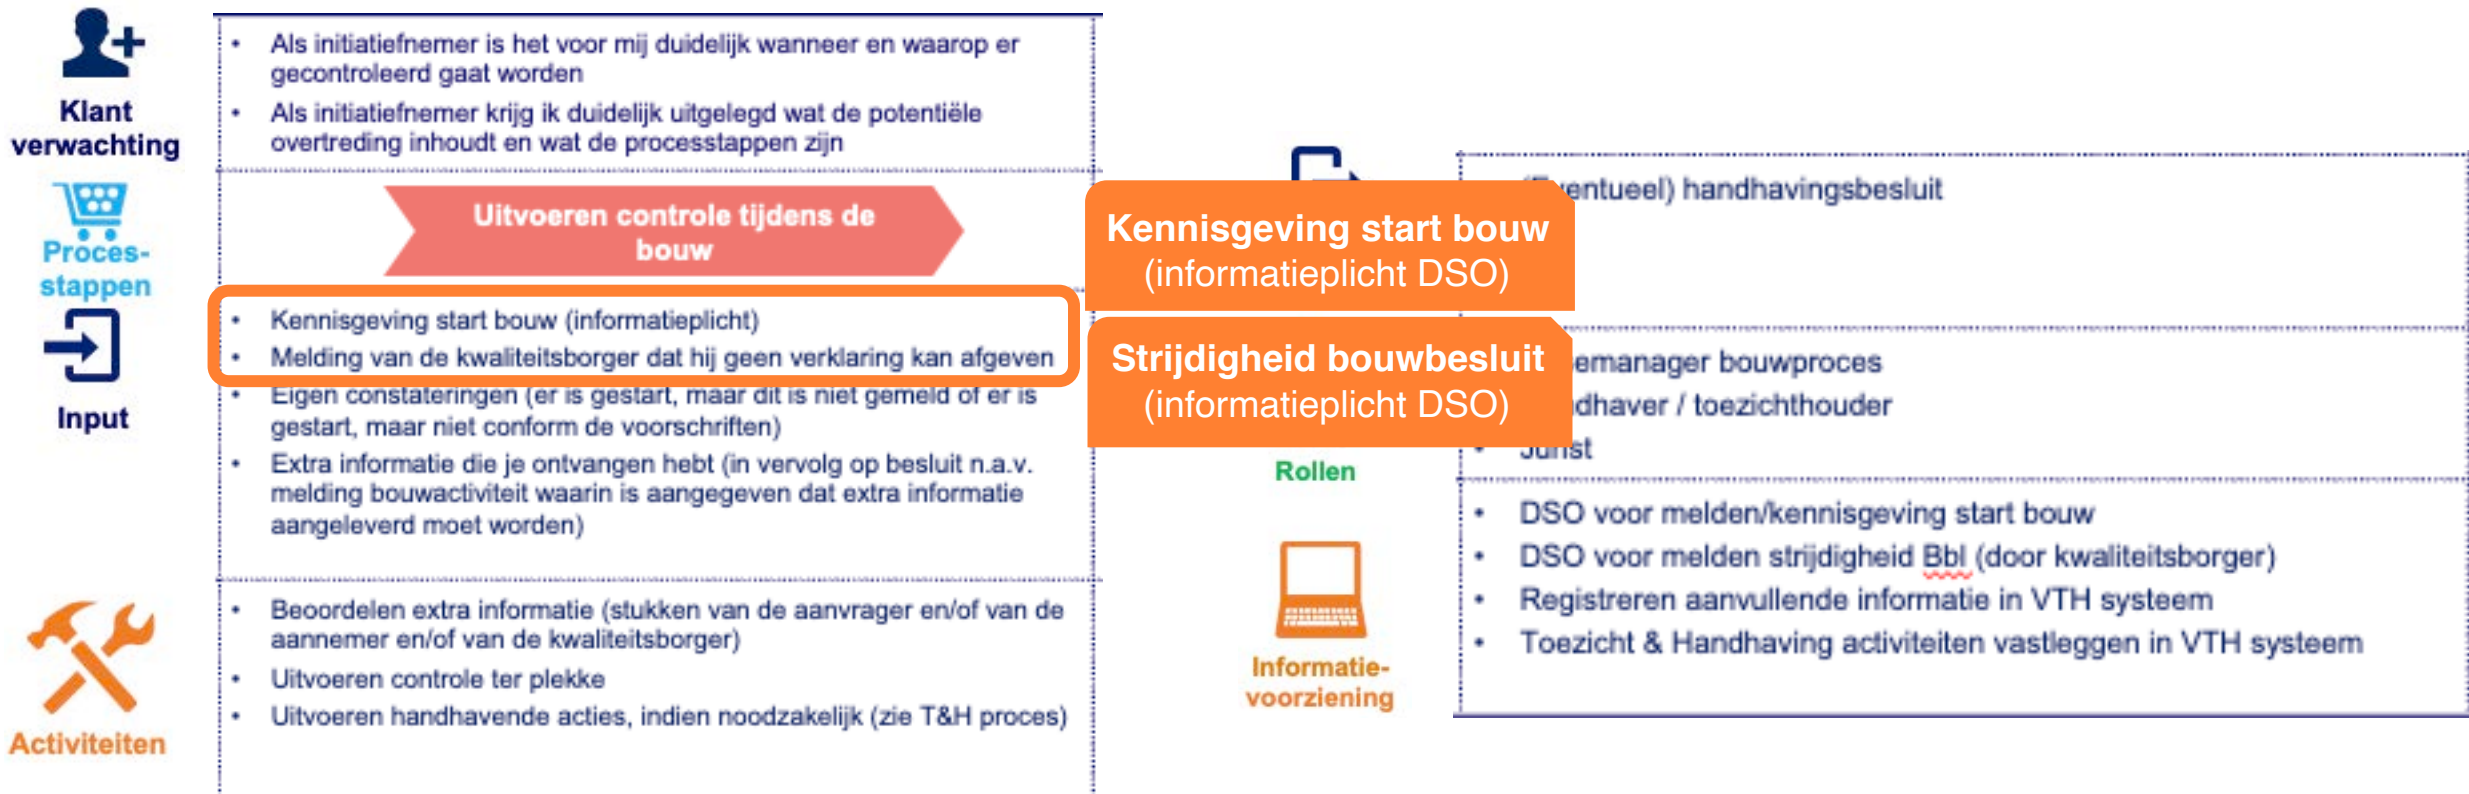 Klant
verwachting
• Als initiatiefnemer is het voor mij duidelijk wanneer en waarop er
gecontroleerd gaat worden
• Als initiatiefnemer krijg ik duidelijk uitgelegd wat de potentiële
overtreding inhoudt en wat de processtappen zijn
Proces-
stappen
Uitvoeren controle tijdens de
bouw
Input
• Kennisgeving start bouw (informatieplicht)
• Melding van de kwaliteitsborger dat hij geen verklaring kan afgeven
• Eigen constateringen (er is gestart, maar dit is niet gemeld of er is
gestart, maar niet conform de voorschriften)
• Extra informatie die je ontvangen hebt (in vervolg op besluit n.a.v.
melding bouwactiviteit waarin is aangegeven dat extra informatie
aangeleverd moet worden)
Activiteiten
• Beoordelen extra informatie (stukken van de aanvrager en/of van de
aannemer en/of van de kwaliteitsborger)
• Uitvoeren controle ter plekke
• Uitvoeren handhavende acties, indien noodzakelijk (zie T&H proces)
Kennisgeving start bouw
(informatieplicht DSO)
Strijdigheid bouwbesluit
(informatieplicht DSO)
handhavingsbesluit
bouwproces
/ toezichthouder
• Jurist
Rollen
Informatie-
voorziening
• DSO voor melden/kennisgeving start bouw
• DSO voor melden strijdigheid Bbl (door kwaliteitsborger)
• Registreren aanvullende informatie in VTH systeem
• Toezicht & Handhaving activiteiten vastleggen in VTH systeem